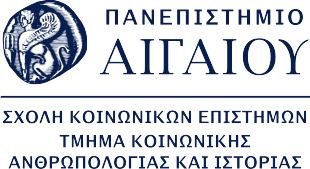 ΠΑΝΕΠΙΣΤΗΜΙΟ
ΑΙΓΑΙΟΥ
ΣΧΟΛΗ ΚΟΙΝΩΝΙΚΩΝ ΕΠΙΣΤΗΜΩΝ
ΤΜΗΜΑ ΚΟΙΝΩΝΙΚΗΣ
ΑΝΘΡΩΠΟΛΟΓΙΑΣ ΚΑΙ ΙΣΤΟΡΙΑΣ